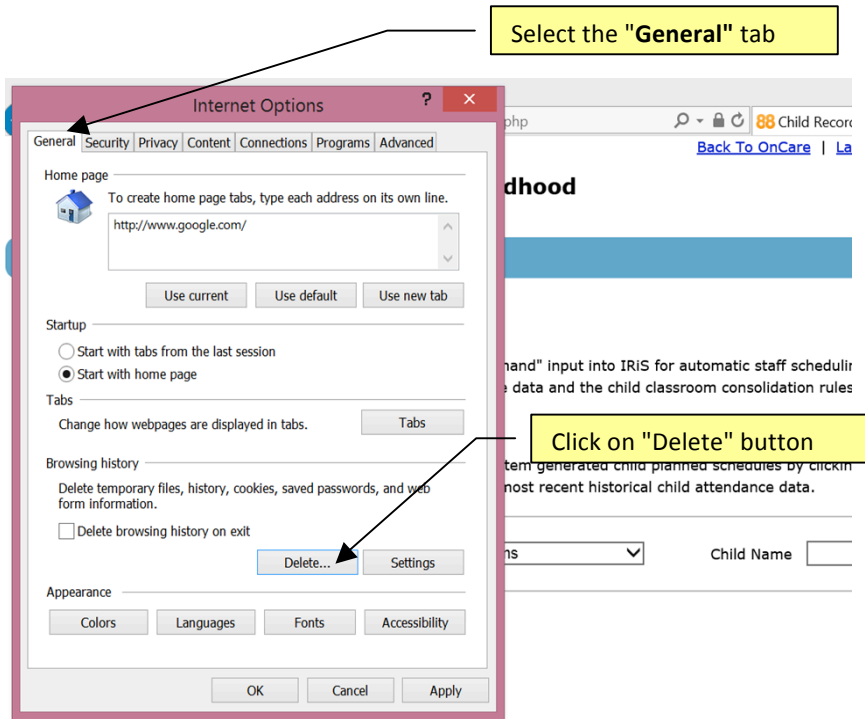 Select the "General" tab
Internet Options
?
php
88 Child Record
Back To OnCare | La
General Security Privacy Content Connections Programs Advanced
dhood
Home page
To create home page tabs, type each address on its own line.
http://www.google.com/
Use current Use default Use new tab
Startup
Start with tabs from the last session
Start with home page
hand" input into IRiS for automatic staff schedulin
data and the child classroom consolidation rules
Tabs
Change how webpages are displayed in tabs.
Tabs
Click on "Delete" button
Browsing history
tem generated child planned schedules by clickin
Delete temporary files, history, cookies, saved passwords, and web
form information.
most recent historical child attendance data.
Delete browsing history on exit
Delete... Settings
ns
Child Name
Appearance
Colors Languages Fonts Accessibility
OK Cancel Apply